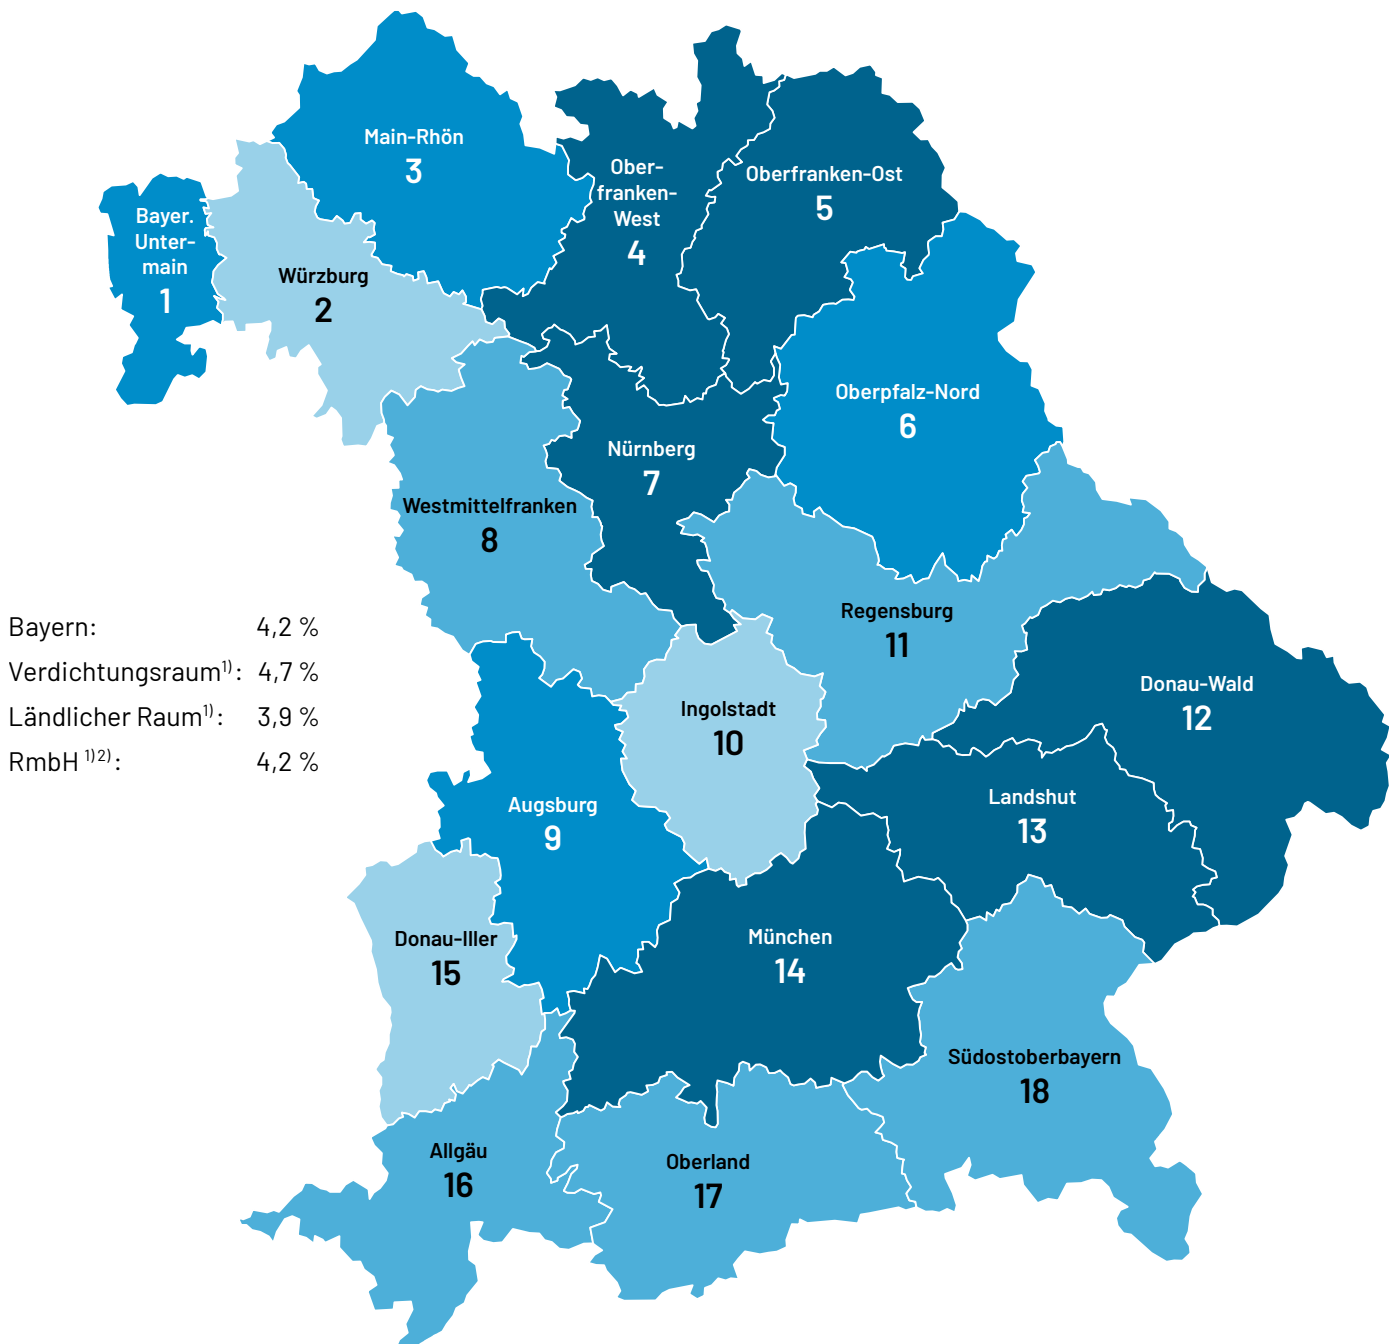 Main-Rhön
3
Ober-
franken-
West
4
Oberfranken-Ost
5
Bayer.
Unter-
main
1
Würzburg
2
Oberpfalz-Nord
6
Nürnberg
7
Westmittelfranken
8
Regensburg
11
Bayern: 4,2 %
Verdichtungsraum¹⁾: 4,7 %
Ländlicher Raum¹⁾: 3,9 %
RmbH ¹⁾²⁾: 4,2 %
Donau-Wald
12
Ingolstadt
10
Landshut
13
Augsburg
9
Donau-Iller
15
München
14
Südostoberbayern
18
Allgäu
16
Oberland
17